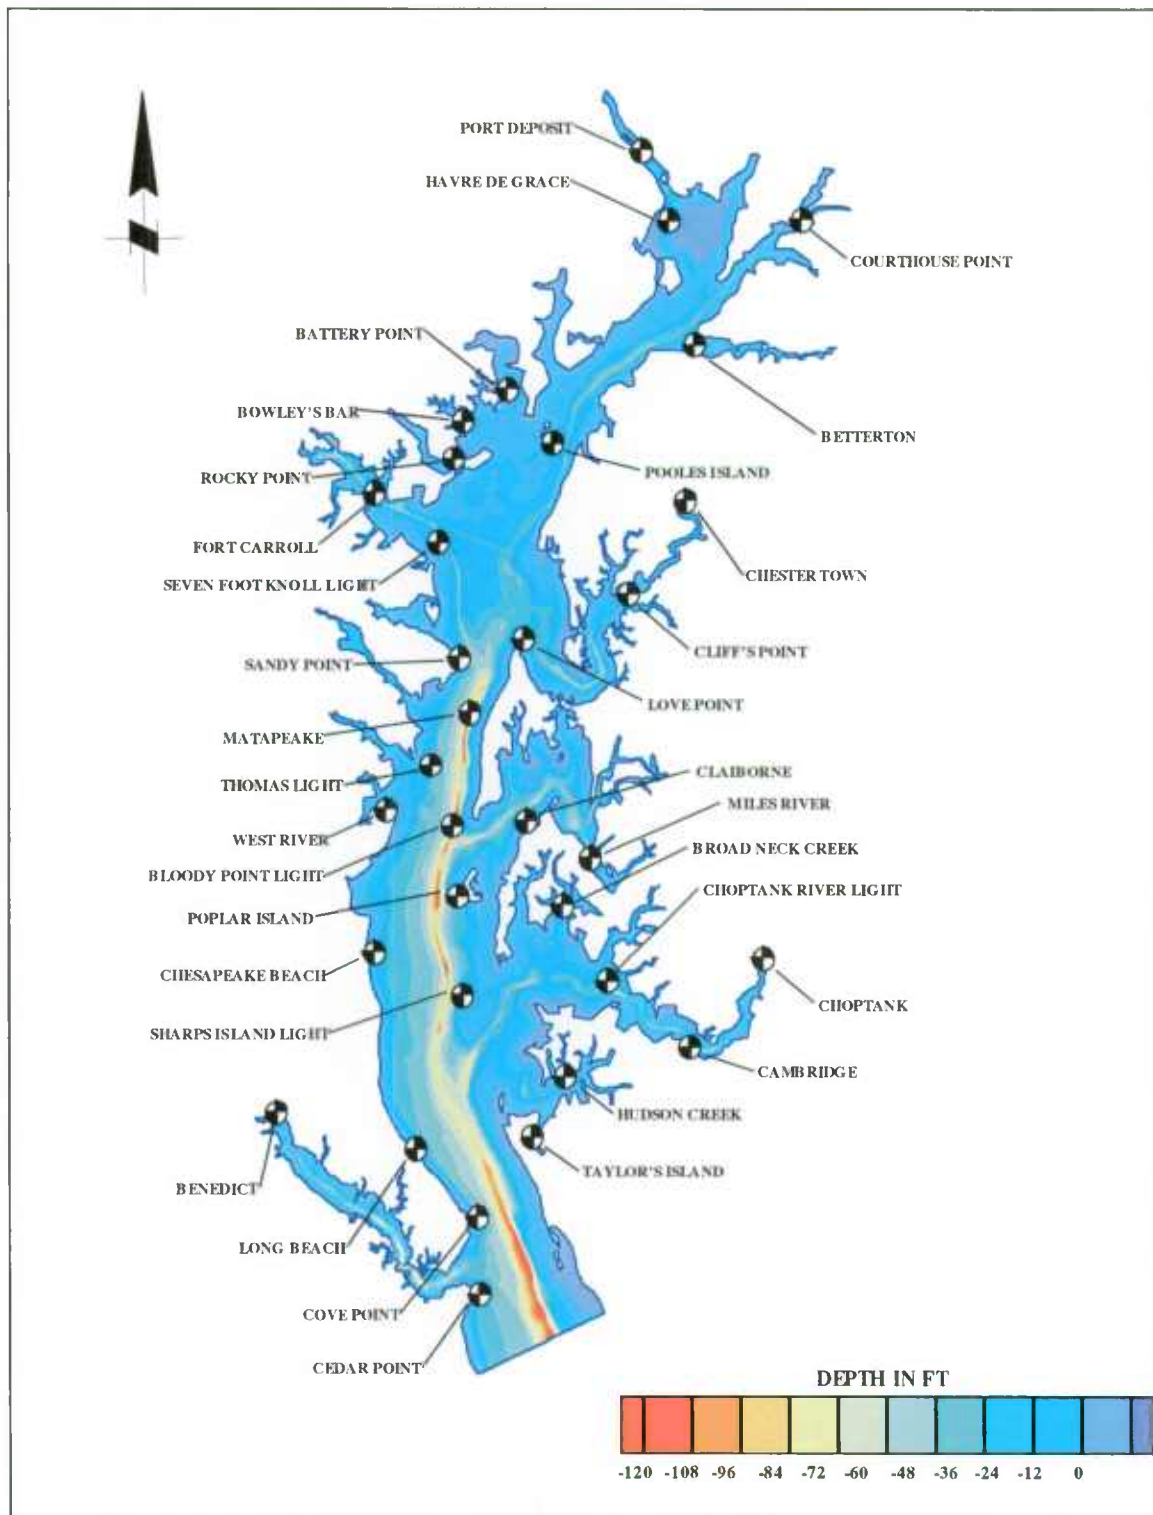 PORT DEPOSIT
HAVRE DE GRACE
COURTHOUSE POINT
BATTERY POINT
BOWLEY'S BAR
BETTERTON
ROCKY POINT
POOLES ISLAND
FORT CARROLL
SEVEN FOOT KNOLL LIGHT
CHESTER TOWN
SANDY POINT
CLIFF'S POINT
LOVE POINT
MATAPEAKE
THOMAS LIGHT
CLAIBORNE
MILES RIVER
WEST RIVER
BROAD NECK CREEK
BLOODY POINT LIGHT
CHOPTANK RIVER LIGHT
POPLAR ISLAND
CHESAPEAKE BEACH
CHOPTANK
SHARPS ISLAND LIGHT
CAMBRIDGE
HUDSON CREEK
TAYLOR'S ISLAND
BENEDICT
LONG BEACH
COVE POINT
CEDAR POINT
DEPTH IN FT
-120 -108 -96 -84 -72 -60 -48 -36 -24 -12 0